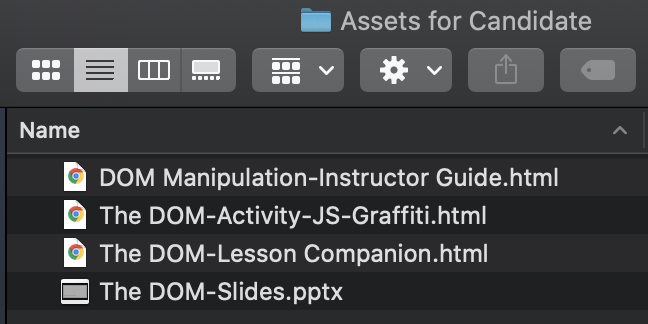 Assets for Candidate
Name
DOM Manipulation-Instructor Guide.html
The DOM-Activity-JS-Graffiti.html
The DOM-Lesson Companion.html
The DOM-Slides.pptx